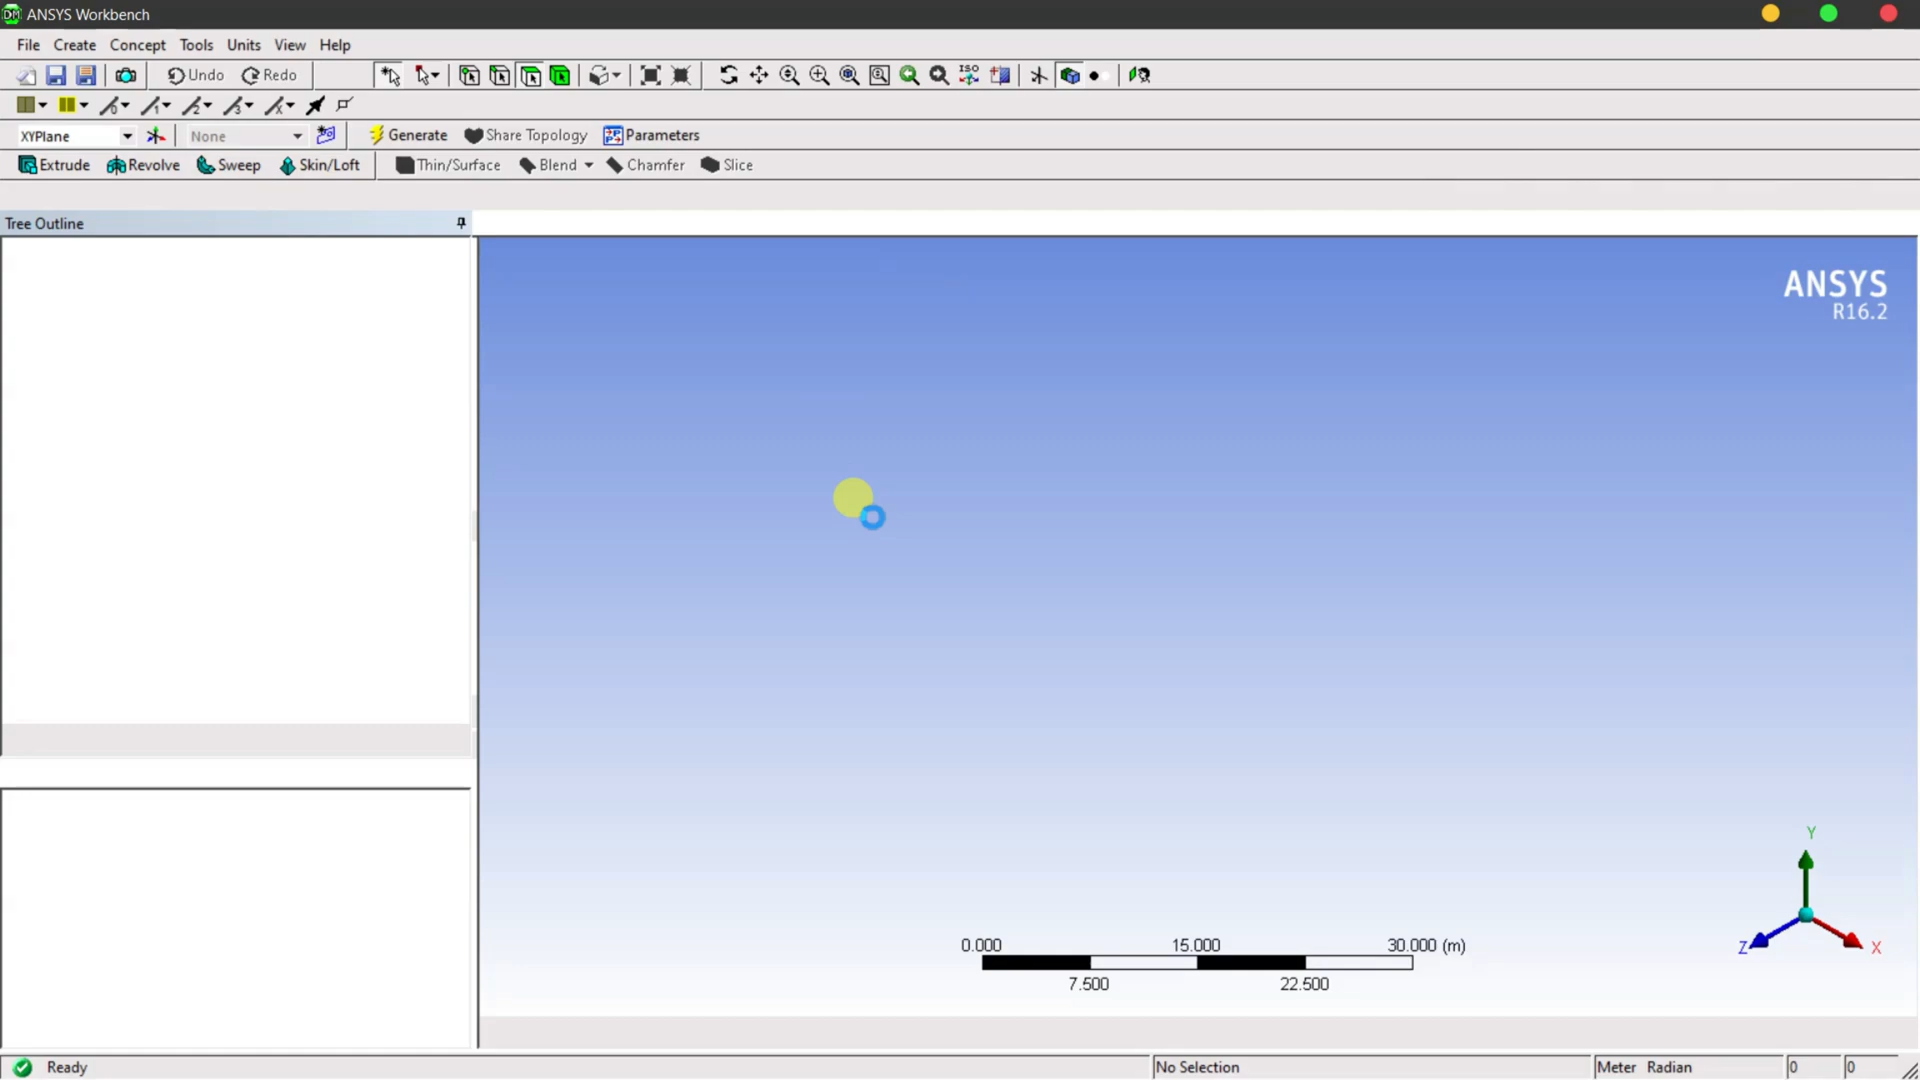 ANSYS Workbench
File Create Concept Tools Units View Help
Undo Redo ISO
XYPlane None Generate Share Topology Parameters
Extrude Revolve Sweep Skin/Loft Thin/Surface Blend Chamfer Slice
Tree Outline
ANSYS
R16.2
Y
Z X
0.000 15.000 30.000 (m)
7.500 22.500
Ready No Selection Meter Radian 0 0